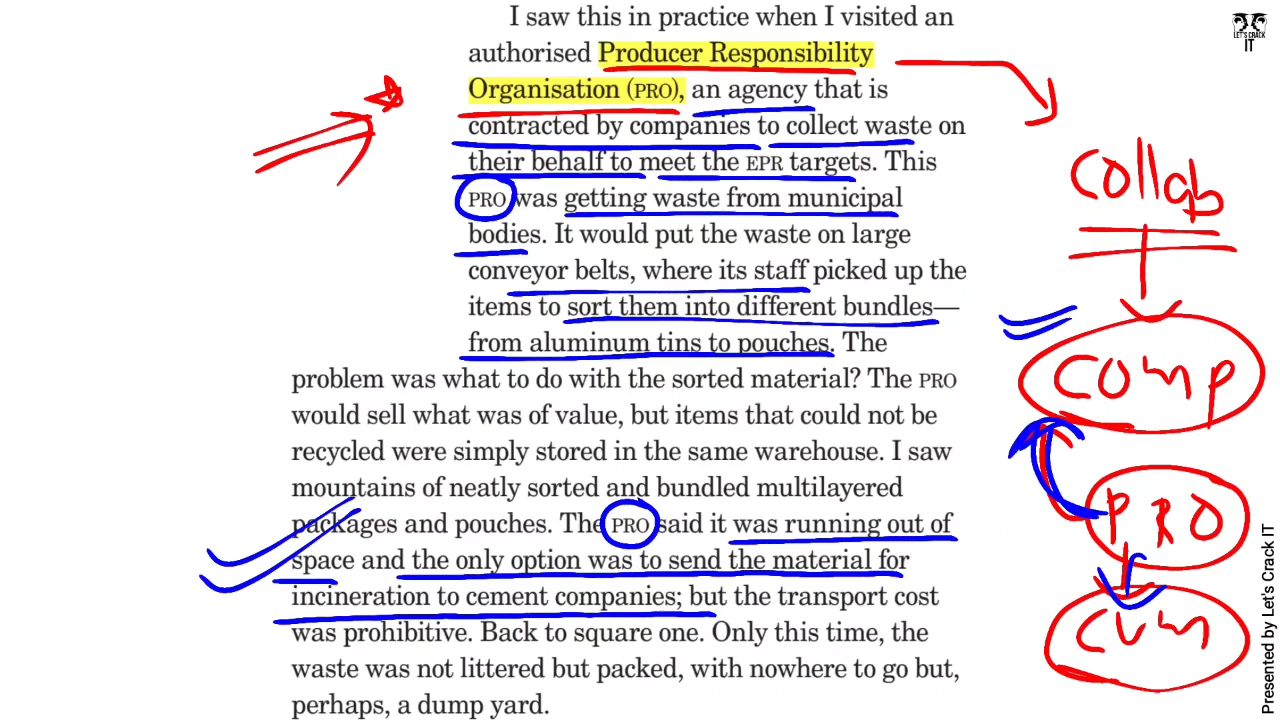 I saw this in practice when I visited an
authorised Producer Responsibility
Organisation (PRO), an agency that is
contracted by companies to collect waste on
their behalf to meet the EPR targets. This
PRO was getting waste from municipal
bodies. It would put the waste on large
conveyor belts, where its staff picked up the
items to sort them into different bundles—
from aluminum tins to pouches. The
problem was what to do with the sorted material? The PRO
would sell what was of value, but items that could not be
recycled were simply stored in the same warehouse. I saw
mountains of neatly sorted and bundled multilayered
packages and pouches. The PRO said it was running out of
space and the only option was to send the material for
incineration to cement companies; but the transport cost
was prohibitive. Back to square one. Only this time, the
waste was not littered but packed, with nowhere to go but,
perhaps, a dump yard.
collab
comp
PRO
LET'S CRACK
IT
Presented by Let's Crack IT